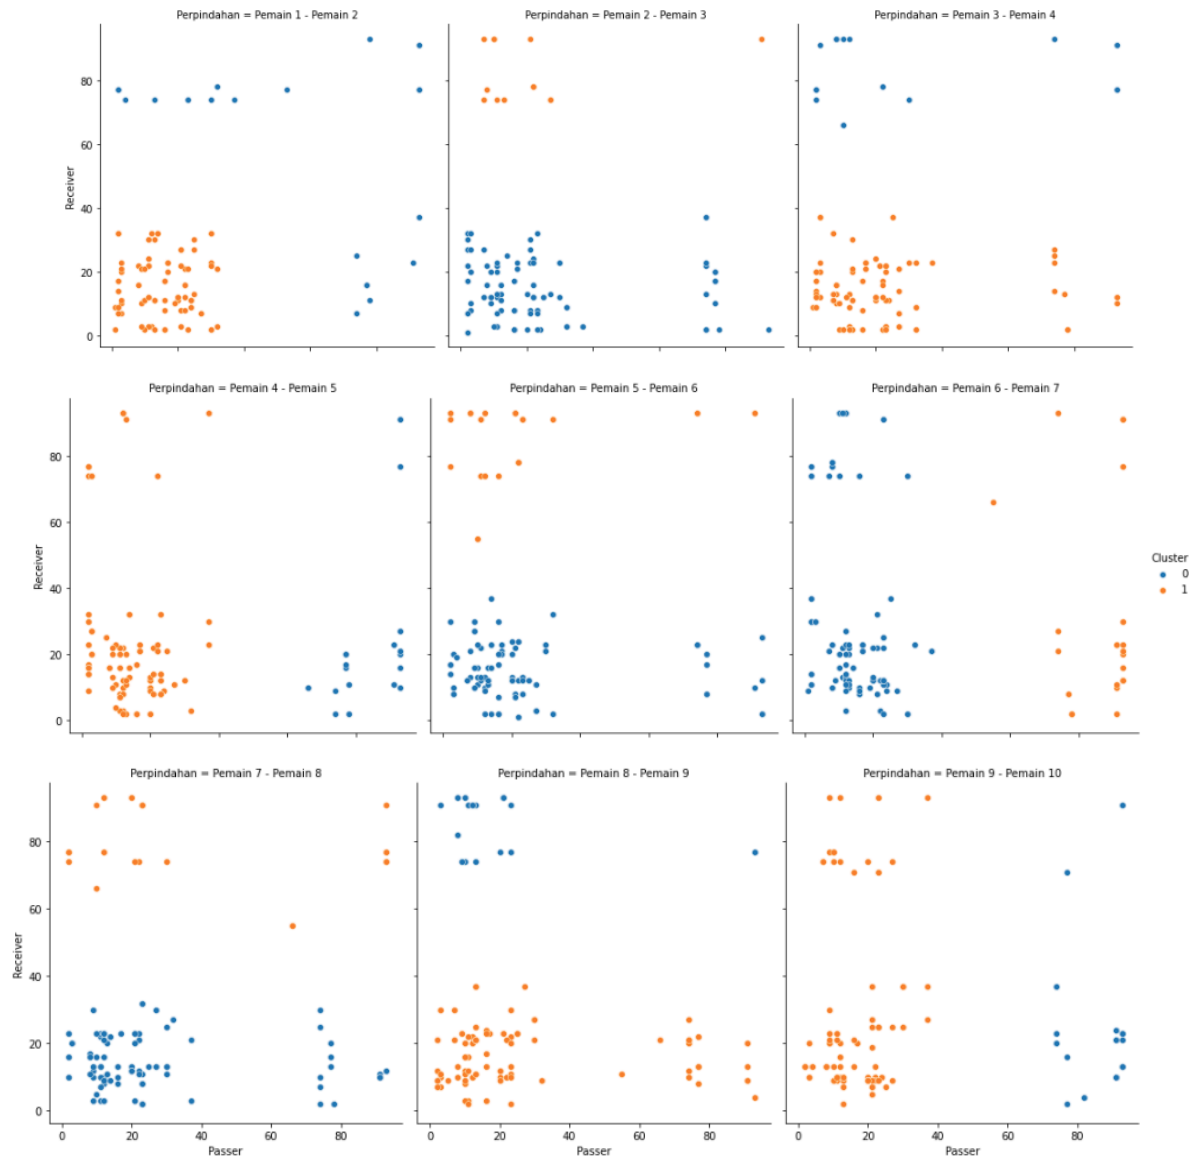 Perpindahan = Pemain 1 - Pemain 2
Perpindahan = Pemain 2 - Pemain 3
Perpindahan = Pemain 3 - Pemain 4
80
60
40
20
0
Receiver
Perpindahan = Pemain 4 - Pemain 5
Perpindahan = Pemain 5 - Pemain 6
Perpindahan = Pemain 6 - Pemain 7
80
60
40
20
0
Receiver
Cluster
0
1
Perpindahan = Pemain 7 - Pemain 8
Perpindahan = Pemain 8 - Pemain 9
Perpindahan = Pemain 9 - Pemain 10
80
60
40
20
0
Receiver
0 20 40 60 80
Passer
0 20 40 60 80
Passer
0 20 40 60 80
Passer